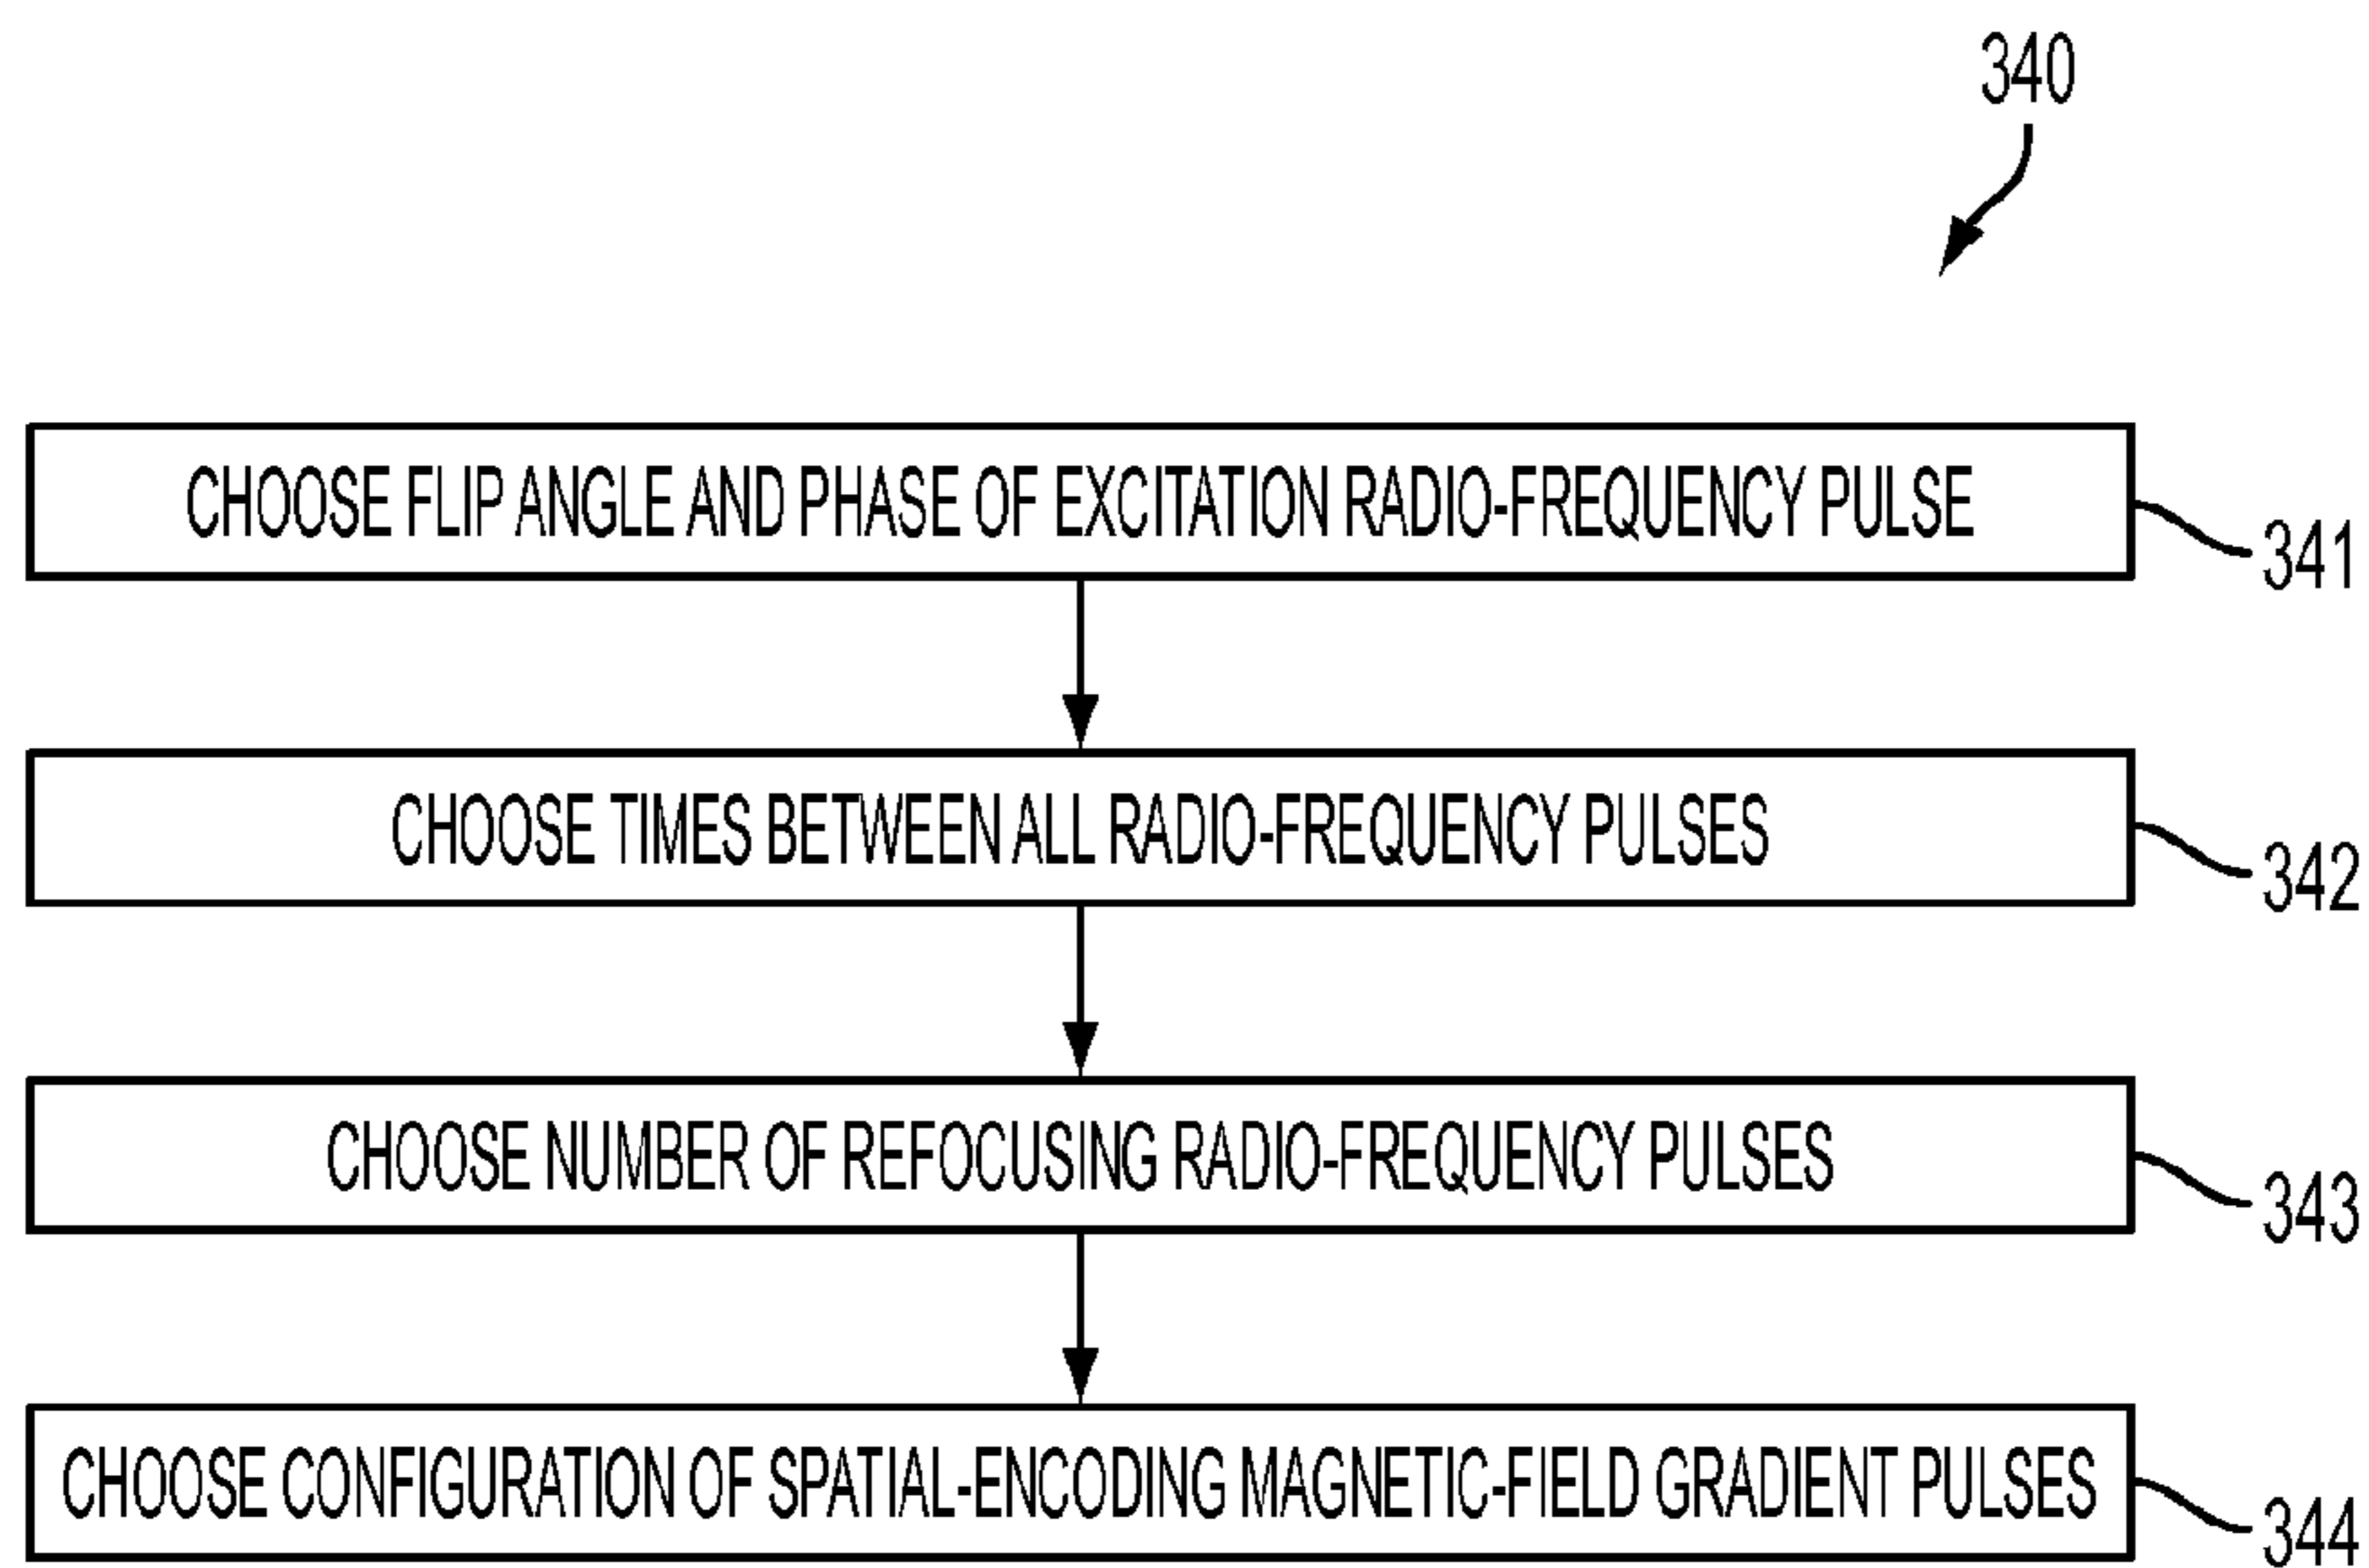 340
CHOOSE FLIP ANGLE AND PHASE OF EXCITATION RADIO-FREQUENCY PULSE
341
CHOOSE TIMES BETWEEN ALL RADIO-FREQUENCY PULSES
342
CHOOSE NUMBER OF REFOCUSING RADIO-FREQUENCY PULSES
343
CHOOSE CONFIGURATION OF SPATIAL-ENCODING MAGNETIC-FIELD GRADIENT PULSES
344